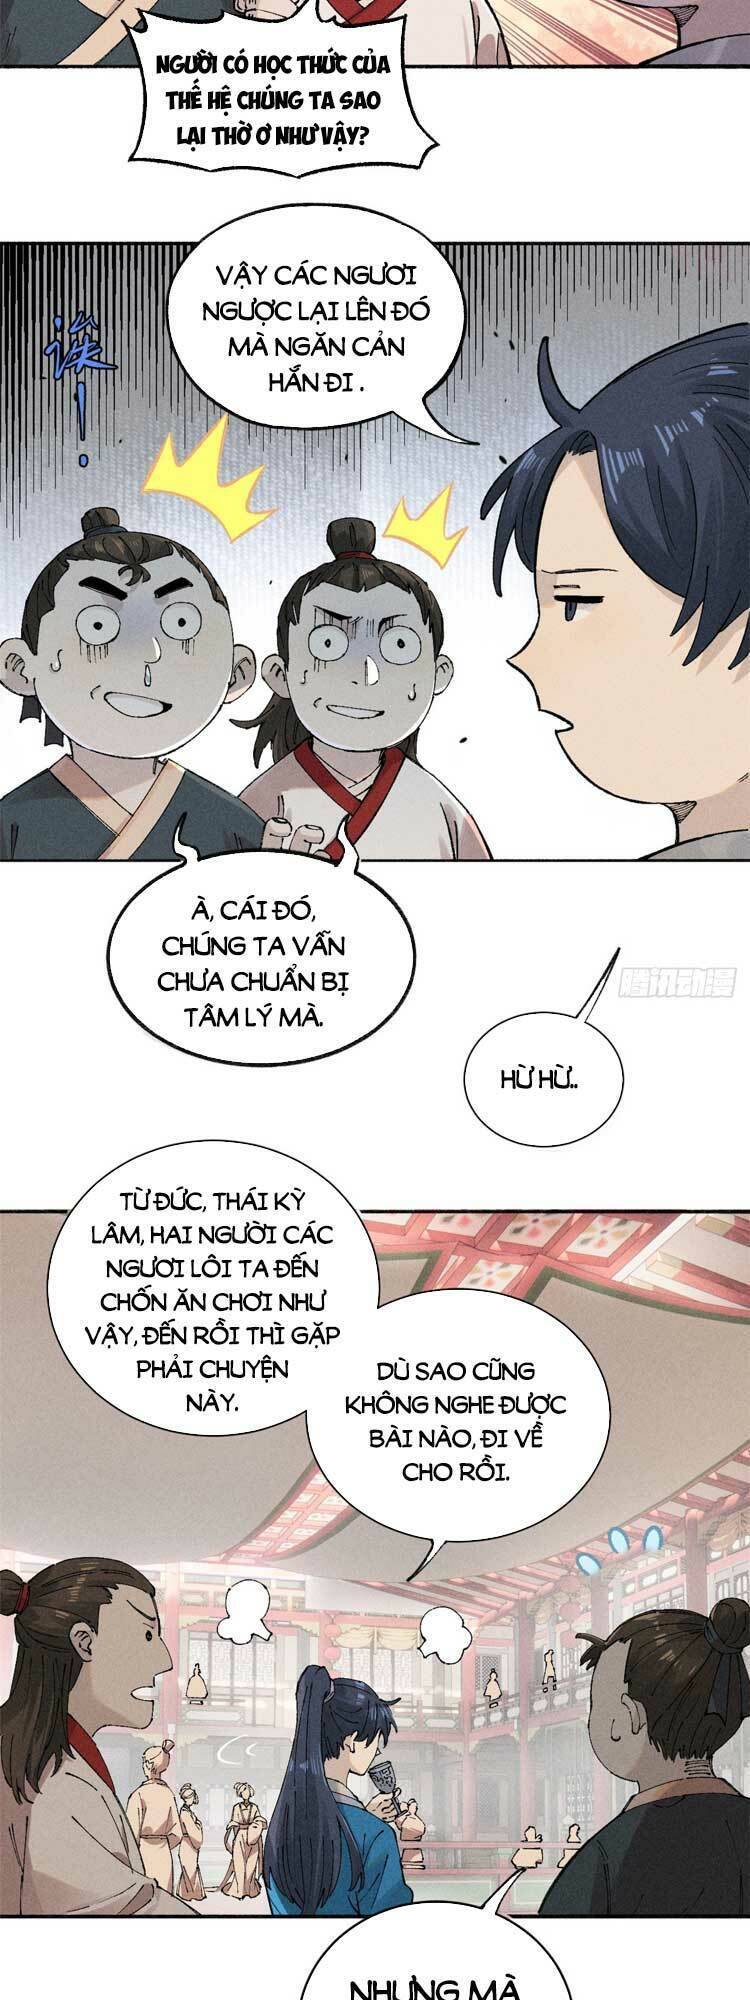 NGƯỜI CÓ HỌC THỨC CỦA
THẾ HỆ CHÚNG TA SAO
LẠI THỜ Ơ NHƯ VẬY?
VẬY CÁC NGƯƠI
NGƯỢC LẠI LÊN ĐÓ
MÀ NGĂN CẢN
HẮN ĐI .
À, CÁI ĐÓ,
CHÚNG TA VẪN
CHƯA CHUẨN BỊ
TÂM LÝ MÀ.
腾讯动漫
HỪ HỪ..
TỪ ĐỨC, THÁI KỲ
LÂM, HAI NGƯỜI CÁC
NGƯƠI LÔI TA ĐẾN
CHỐN ĂN CHƠI NHƯ
VẬY, ĐẾN RỒI THÌ GẶP
PHẢI CHUYỆN
NÀY.
DÙ SAO CŨNG
KHÔNG NGHE ĐƯỢC
BÀI NÀO, ĐI VỀ
CHO RỒI.
NHƯNG MÀ